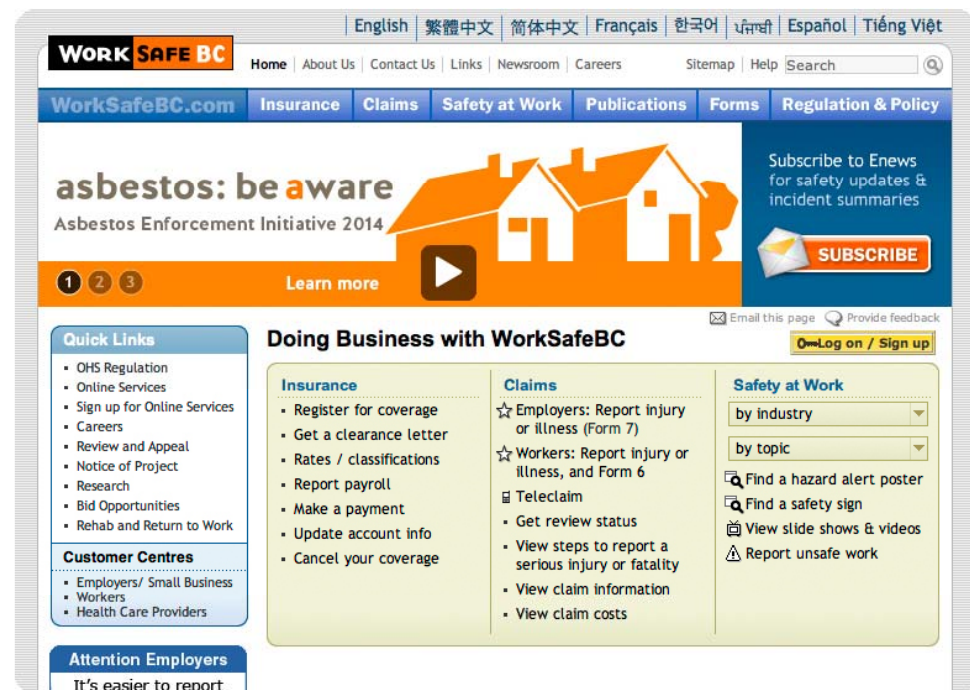 English | 繁體中文 | 简体中文 | Français | 한국어 | ਪੰਜਾਬੀ | Español | Tiếng Việt
WORK SAFE BC
Home | About Us | Contact Us | Links | Newsroom | Careers
Sitemap | Help Search
WorkSafeBC.com Insurance Claims Safety at Work Publications Forms Regulation & Policy
asbestos: be aware
Asbestos Enforcement Initiative 2014
1 2 3 Learn more
Subscribe to Enews
for safety updates &
incident summaries
SUBSCRIBE
Email this page Provide feedback
Quick Links
OHS Regulation
Online Services
Sign up for Online Services
Careers
Review and Appeal
Notice of Project
Research
Bid Opportunities
Rehab and Return to Work
Customer Centres
Employers/ Small Business
Workers
Health Care Providers
Attention Employers
It's easier to report
Doing Business with WorkSafeBC
Log on / Sign up
Insurance
Register for coverage
Get a clearance letter
Rates / classifications
Report payroll
Make a payment
Update account info
Cancel your coverage
Claims
Employers: Report injury
or illness (Form 7)
Workers: Report injury or
illness, and Form 6
Teleclaim
Get review status
View steps to report a
serious injury or fatality
View claim information
View claim costs
Safety at Work
by industry
by topic
Find a hazard alert poster
Find a safety sign
View slide shows & videos
Report unsafe work